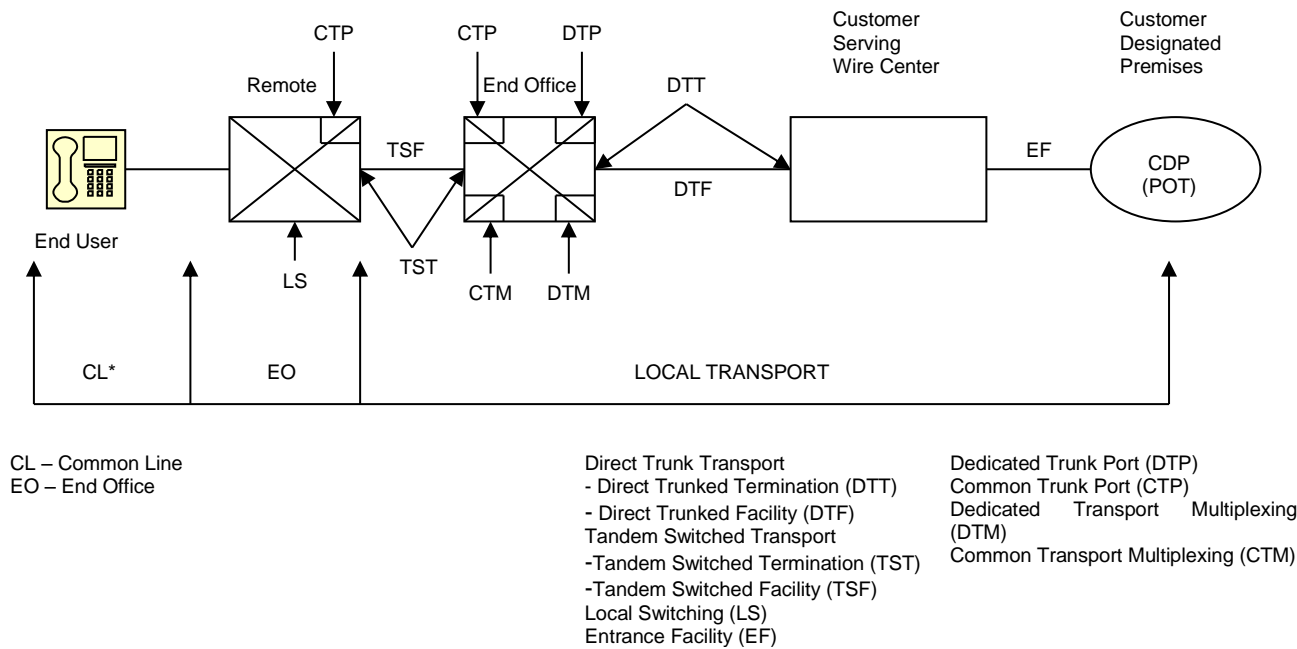 CTP
CTP
DTP
Customer
Serving
Wire Center
Customer
Designated
Premises
Remote
End Office
DTT
TSF
DTF
EF
CDP
(POT)
End User
LS
TST
CTM
DTM
CL*
EO
LOCAL TRANSPORT
CL – Common Line
EO – End Office
Direct Trunk Transport
- Direct Trunked Termination (DTT)
- Direct Trunked Facility (DTF)
Tandem Switched Transport
-Tandem Switched Termination (TST)
-Tandem Switched Facility (TSF)
Local Switching (LS)
Entrance Facility (EF)
Dedicated Trunk Port (DTP)
Common Trunk Port (CTP)
Dedicated Transport Multiplexing
(DTM)
Common Transport Multiplexing (CTM)